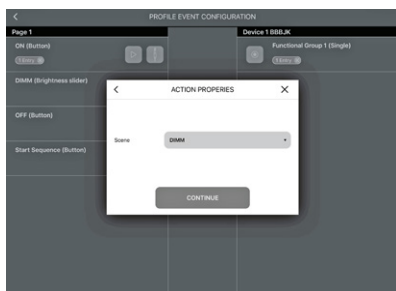 PROFILE EVENT CONFIGURATION
Page 1
Device 1 BBBJK
ON (Button)
1 Entry
Functional Group 1 (Single)
1 Entry
DIMM (Brightness slider)
OFF (Button)
Start Sequence (Button)
ACTION PROPERIES
Scene
DIMM
CONTINUE